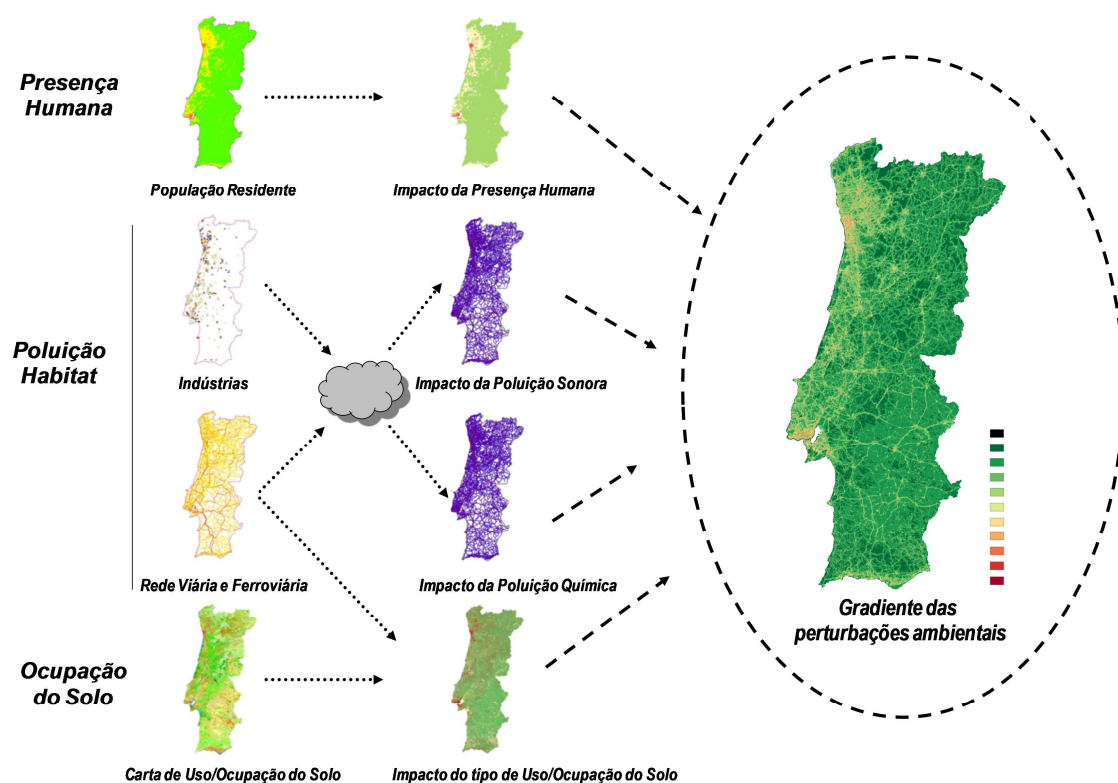 Presença
Humana
População Residente
Impacto da Presença Humana
Poluição
Habitat
Indústrias
Impacto da Poluição Sonora
Rede Viária e Ferroviária
Impacto da Poluição Química
Gradiente das
perturbações ambientais
Ocupação
do Solo
Carta de Uso/Ocupação do Solo
Impacto do tipo de Uso/Ocupação do Solo